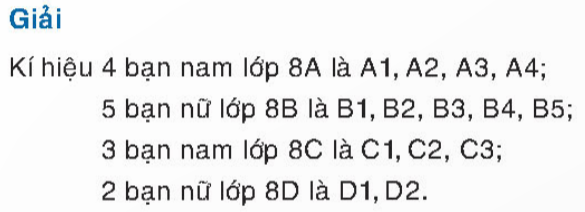 Giải
Kí hiệu 4 bạn nam lớp 8A là A1, A2, A3, A4;
5 bạn nữ lớp 8B là B1, B2, B3, B4, B5;
3 bạn nam lớp 8C là C1, C2, C3;
2 bạn nữ lớp 8D là D1, D2.